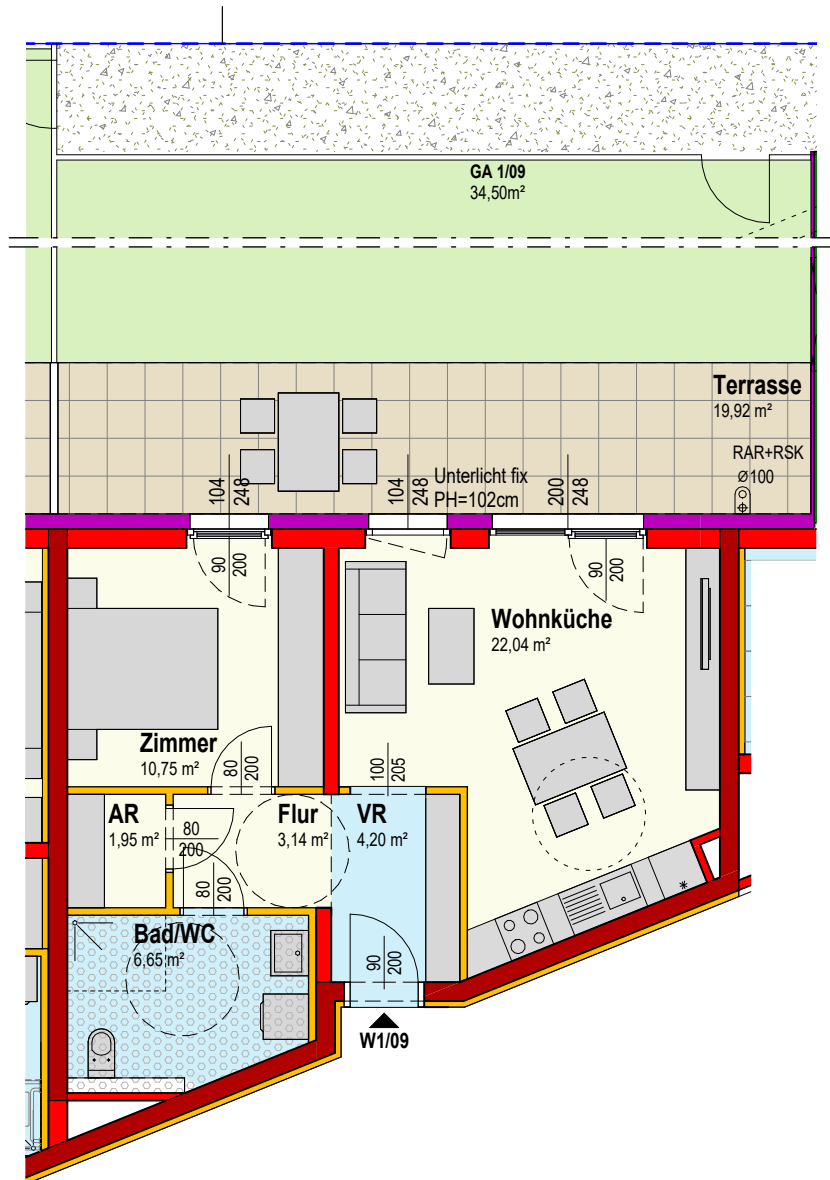 GA 1/09
34,50m²
Terrasse
19,92 m²
RAR+RSK
Ø100
104
248
104
248
Unterlicht fix
PH=102cm
200
248
90
200
90
200
Wohnküche
22,04 m²
Zimmer
10,75 m²
80
200
100
205
AR
1,95 m²
80
200
Flur
3,14 m²
VR
4,20 m²
80
200
Bad/WC
6,65 m²
90
200
W1/09